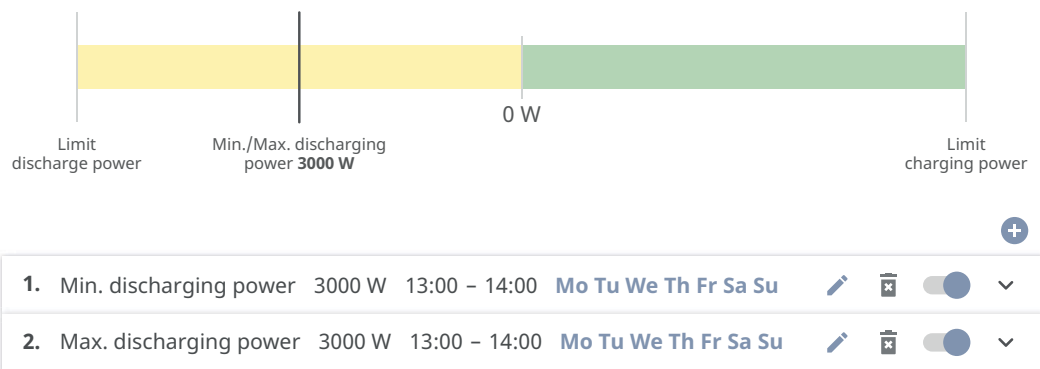 0 W
Limit
discharge power
Min./Max. discharging
power 3000 W
Limit
charging power
1. Min. discharging power 3000 W 13:00 – 14:00 Mo Tu We Th Fr Sa Su
2. Max. discharging power 3000 W 13:00 – 14:00 Mo Tu We Th Fr Sa Su